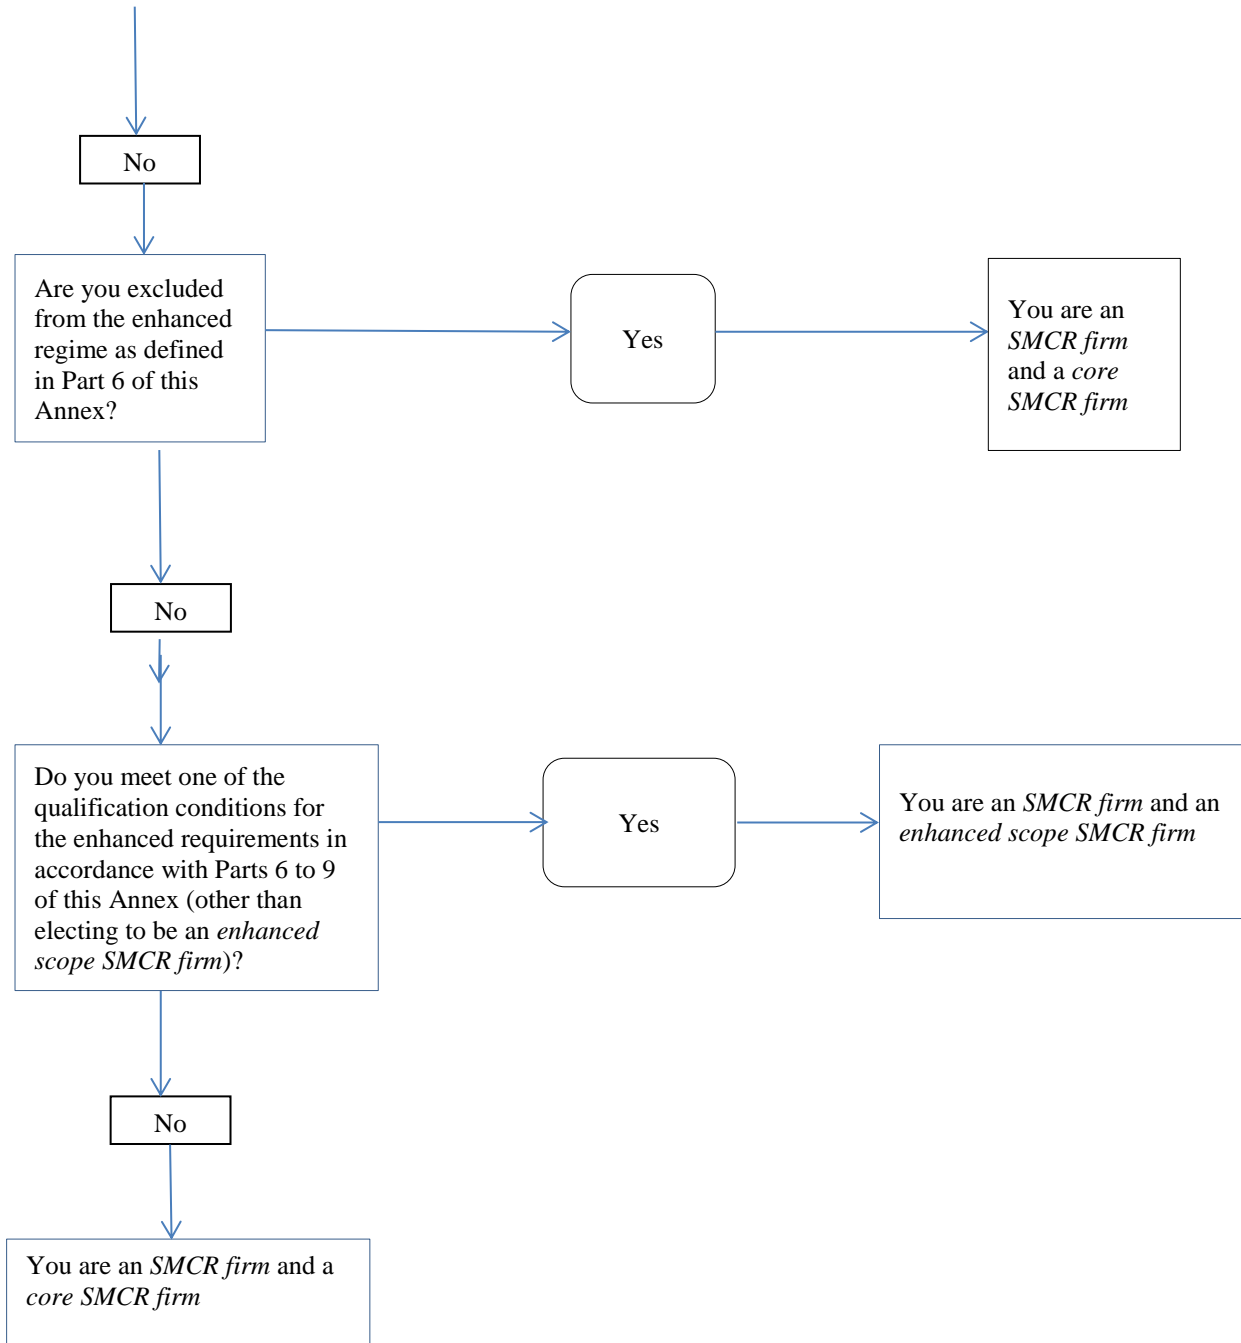 No
Are you excluded
from the enhanced
regime as defined
in Part 6 of this
Annex?
Yes
You are an
SMCR firm
and a core
SMCR firm
No
Do you meet one of the
qualification conditions for
the enhanced requirements in
accordance with Parts 6 to 9
of this Annex (other than
electing to be an enhanced
scope SMCR firm)?
Yes
You are an SMCR firm and an
enhanced scope SMCR firm
No
You are an SMCR firm and a
core SMCR firm